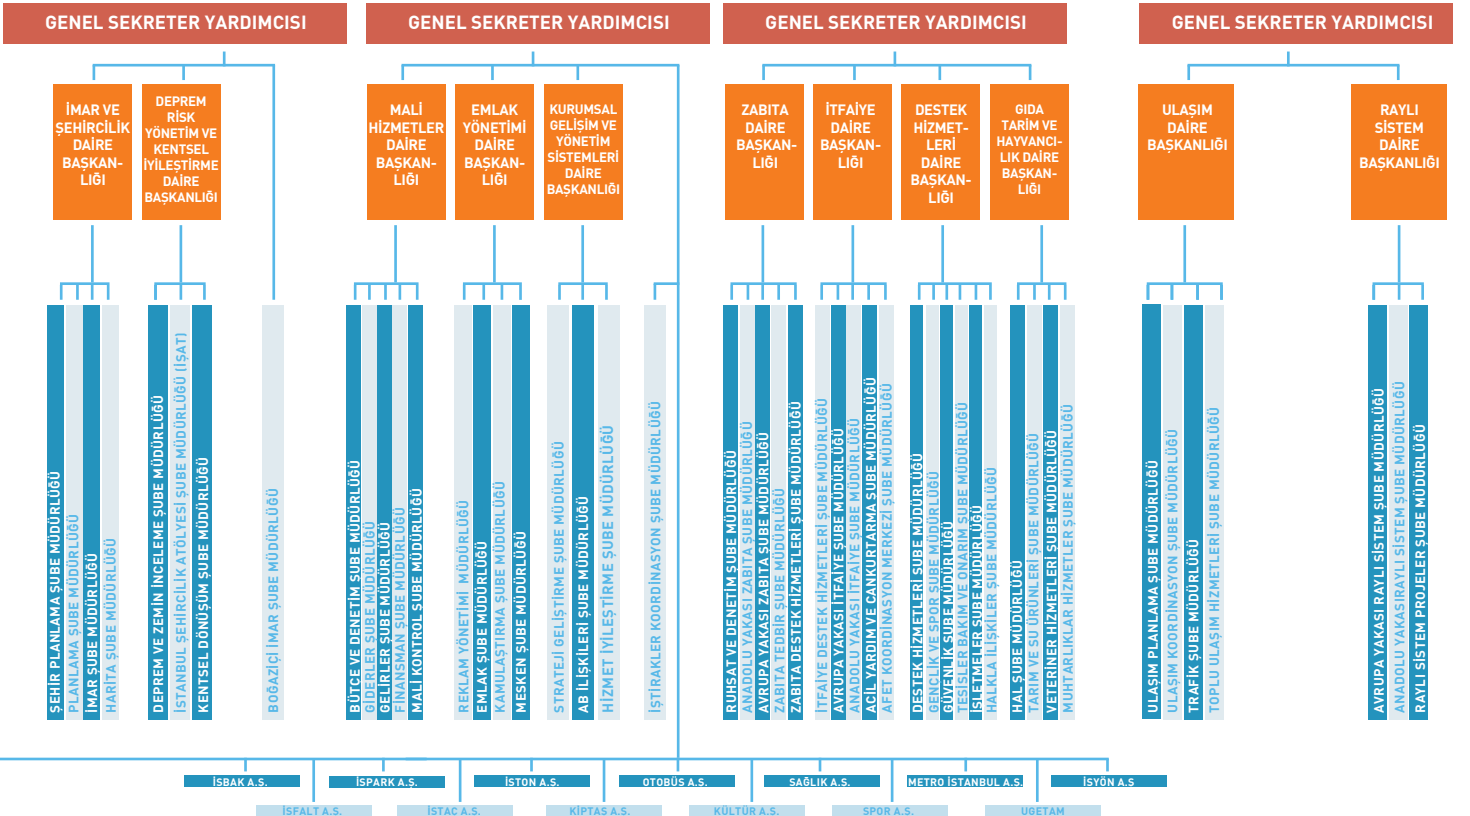 GENEL SEKRETER YARDIMCISI
GENEL SEKRETER YARDIMCISI
GENEL SEKRETER YARDIMCISI
GENEL SEKRETER YARDIMCISI
İMAR VE
ŞEHİRCİLİK
DAİRE
BAŞKAN-
LIĞI
DEPREM
RİSK
YÖNETİM VE
KENTSEL
İYİLEŞTİRME
DAİRE
BAŞKANLIĞI
MALİ
HİZMETLER
DAİRE
BAŞKAN-
LIĞI
EMLAK
YÖNETİMİ
DAİRE
BAŞKAN-
LIĞI
KURUMSAL
GELİŞİM VE
YÖNETİM
SİSTEMLERİ
DAİRE
BAŞKANLIĞI
ZABITA
DAİRE
BAŞKAN-
LIĞI
İTFAİYE
DAİRE
BAŞKAN-
LIĞI
DESTEK
HİZMET-
LERİ
DAİRE
BAŞKAN-
LIĞI
GIDA
TARIM VE
HAYVANCI-
LIK DAİRE
BAŞKAN-
LIĞI
ULAŞIM
DAİRE
BAŞKANLIĞI
RAYLI
SİSTEM
DAİRE
BAŞKANLIĞI
ŞEHİR PLANLAMA ŞUBE MÜDÜRLÜĞÜ
PLANLAMA ŞUBE MÜDÜRLÜĞÜ
İMAR ŞUBE MÜDÜRLÜĞÜ
HARİTA ŞUBE MÜDÜRLÜĞÜ
DEPREM VE ZEMİN İNCELEME ŞUBE MÜDÜRLÜĞÜ
İSTANBUL ŞEHİRCİLİK ATÖLYESİ ŞUBE MÜDÜRLÜĞÜ (İŞAT)
KENTSEL DÖNÜŞÜM ŞUBE MÜDÜRLÜĞÜ
BOĞAZİÇİ İMAR ŞUBE MÜDÜRLÜĞÜ
BÜTCE VE DENETİM ŞUBE MÜDÜRLÜĞÜ
GİDERLER ŞUBE MÜDÜRLÜĞÜ
GELİRLER ŞUBE MÜDÜRLÜĞÜ
FİNANSMAN ŞUBE MÜDÜRLÜĞÜ
MALİ KONTROL ŞUBE MÜDÜRLÜĞÜ
REKLAM YÖNETİMİ MÜDÜRLÜĞÜ
EMLAK ŞUBE MÜDÜRLÜĞÜ
KAMULAŞTIRMA ŞUBE MÜDÜRLÜĞÜ
MESKEN ŞUBE MÜDÜRLÜĞÜ
STRATEJİ GELİŞTİRME ŞUBE MÜDÜRLÜĞÜ
AB İLİŞKİLERİ ŞUBE MÜDÜRLÜĞÜ
HİZMET İYİLEŞTİRME ŞUBE MÜDÜRLÜĞÜ
İŞTİRAKLER KOORDİNASYON ŞUBE MÜDÜRLÜĞÜ
RUHSAT VE DENETİM ŞUBE MÜDÜRLÜĞÜ
ANADOLU YAKASI ZABITA ŞUBE MÜDÜRLÜĞÜ
AVRUPA YAKASI ZABITA ŞUBE MÜDÜRLÜĞÜ
ZABITA TEDBİR ŞUBE MÜDÜRLÜĞÜ
ZABITA DESTEK HİZMETLERİ ŞUBE MÜDÜRLÜĞÜ
İTFAİYE DESTEK HİZMETLERİ ŞUBE MÜDÜRLÜĞÜ
AVRUPA YAKASI İTFAİYE ŞUBE MÜDÜRLÜĞÜ
ANADOLU YAKASI İTFAİYE ŞUBE MÜDÜRLÜĞÜ
ACİL YARDIM VE CANKURTARMA ŞUBE MÜDÜRLÜĞÜ
AFET KOORDİNASYON MERKEZİ ŞUBE MÜDÜRLÜĞÜ
DESTEK HİZMETLERİ ŞUBE MÜDÜRLÜĞÜ
GENÇLİK VE SPOR ŞUBE MÜDÜRLÜĞÜ
GÜVENLİK ŞUBE MÜDÜRLÜĞÜ
TESİSLER BAKIM VE ONARIM ŞUBE MÜDÜRLÜĞÜ
İŞLETMELER ŞUBE MÜDÜRLÜĞÜ
HALKLA İLİŞKİLER ŞUBE MÜDÜRLÜĞÜ
HAL ŞUBE MÜDÜRLÜĞÜ
TARIM VE SU ÜRÜNLERİ ŞUBE MÜDÜRLÜĞÜ
VETERİNER HİZMETLERİ ŞUBE MÜDÜRLÜĞÜ
MUHTARLIKLAR HİZMETLER ŞUBE MÜDÜRLÜĞÜ
ULAŞIM PLANLAMA ŞUBE MÜDÜRLÜĞÜ
ULAŞIM KOORDİNASYON ŞUBE MÜDÜRLÜĞÜ
TRAFİK ŞUBE MÜDÜRLÜĞÜ
TOPLU ULAŞIM HİZMETLERİ ŞUBE MÜDÜRLÜĞÜ
AVRUPA YAKASI RAYLI SİSTEM ŞUBE MÜDÜRLÜĞÜ
ANADOLU YAKASIRAYLI SİSTEM ŞUBE MÜDÜRLÜĞÜ
RAYLI SİSTEM PROJELER ŞUBE MÜDÜRLÜĞÜ
İSBAK A.S.
İSPARK A.Ş.
İSTON A.S.
OTOBÜS A.S.
SAĞLIK A.S.
METRO İSTANBUL A.Ş.
İSYÖN A.S
İSFALT A.S.
İSTAC A.S.
KİPTAS A.S.
KÜLTÜR A.S.
SPOR A.S.
UGETAM